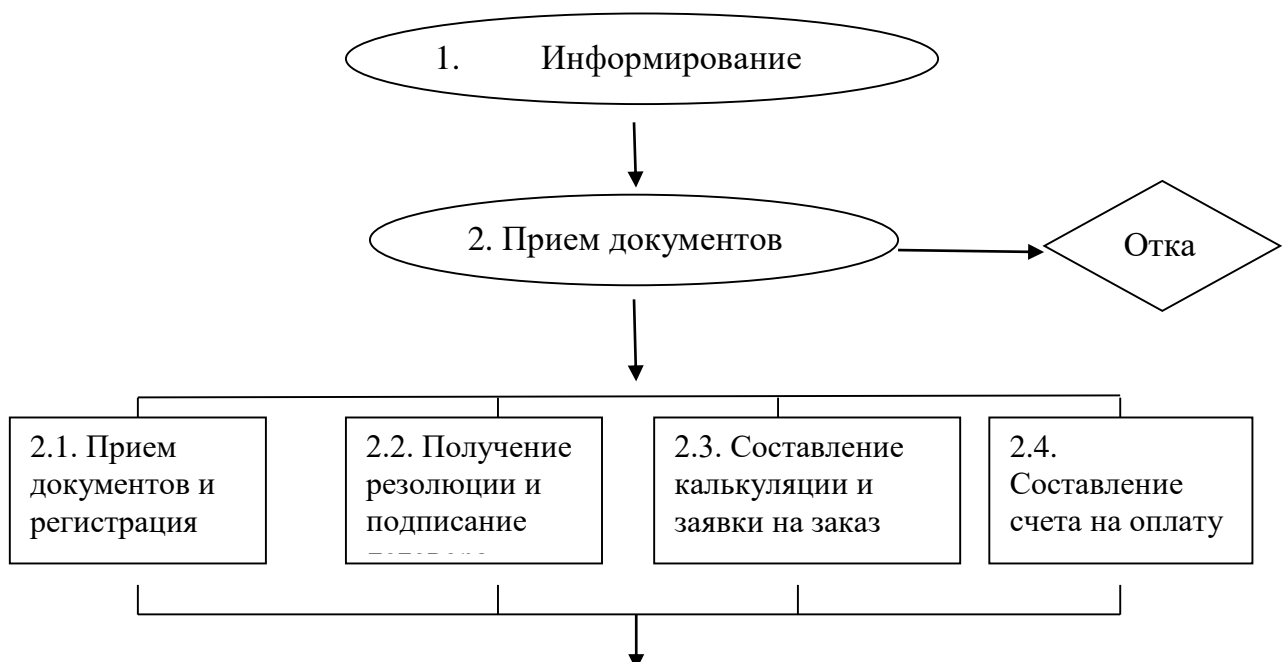 1. Информирование
2. Прием документов
Отка
2.1. Прием
документов и
регистрация
2.2. Получение
резолюции и
подписание
2.3. Составление
калькуляции и
заявки на заказ
2.4.
Составление
счета на оплату